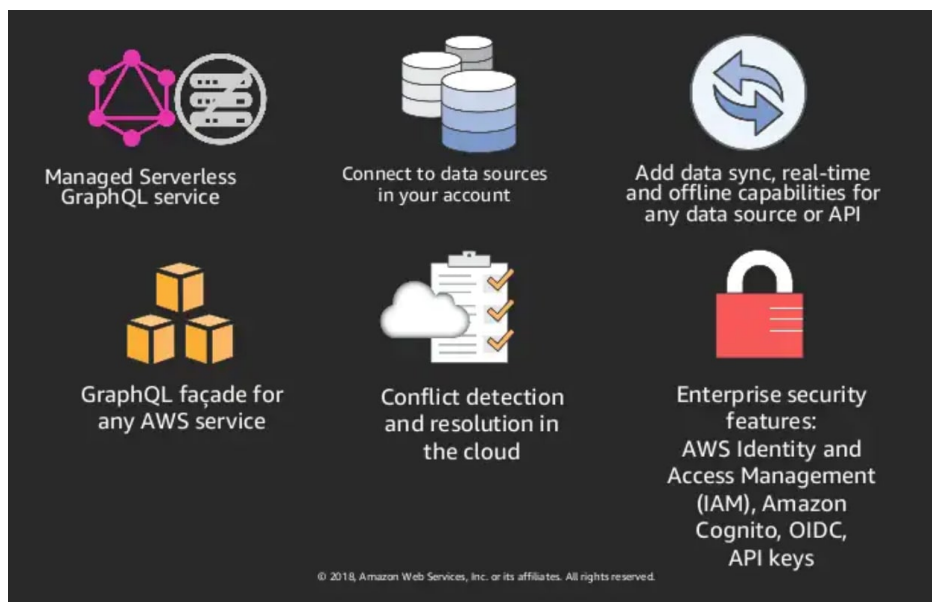 Managed Serverless
GraphQL service
Connect to data sources
in your account
Add data sync, real-time
and offline capabilities for
any data source or API
GraphQL façade for
any AWS service
Conflict detection
and resolution in
the cloud
Enterprise security
features:
AWS Identity and
Access Management
(IAM), Amazon
Cognito, OIDC,
API keys
© 2018, Amazon Web Services, Inc. or its affiliates. All rights reserved.